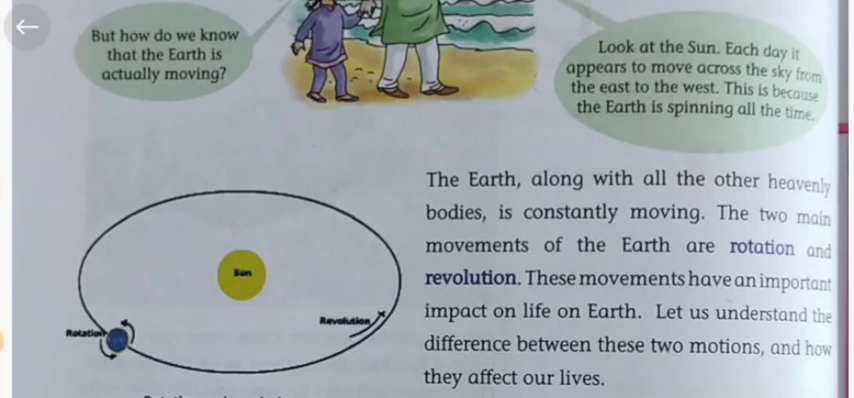 But how do we know
that the Earth is
actually moving?
Look at the Sun. Each day it
appears to move across the sky from
the east to the west. This is because
the Earth is spinning all the time.
Sun
Revolution
Rotation
The Earth, along with all the other heavenly
bodies, is constantly moving. The two main
movements of the Earth are rotation and
revolution. These movements have an important
impact on life on Earth. Let us understand the
difference between these two motions, and how
they affect our lives.